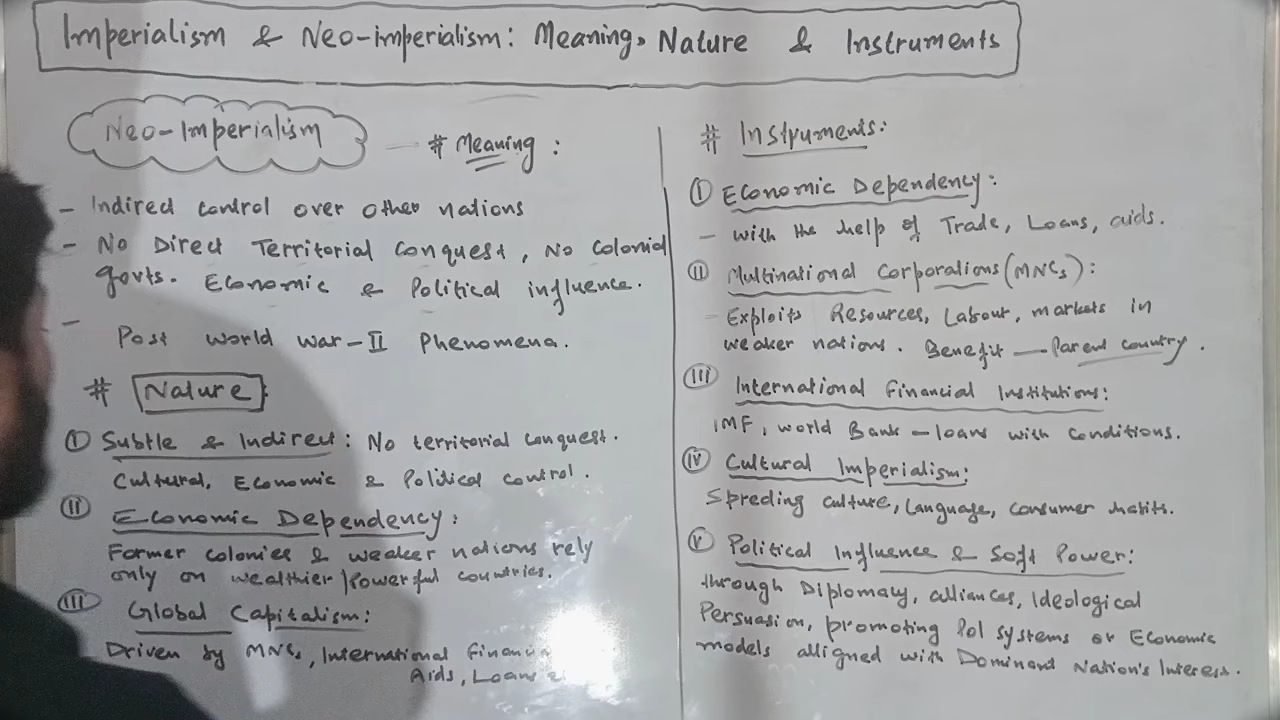 Imperialism & Neo-imperialism: Meaning, Nature & Instruments
Neo-Imperialism
# Meaning :
- Indirect control over other nations
- No Direct Territorial Conquest, No Colonial
govts. Economic & Political influence.
-
Post world war-II Phenomena.
# Nature
I Subtle & Indirect : No territorial conquest.
Cultural, Economic & Political control.
II Economic Dependency :
Former colonies & weaker nations rely
only on wealthier/powerful countries.
III Global Capitalism :
Driven by MNCs, International
Aids, Loans
# Instruments:
I Economic Dependency :
- with the help of Trade, Loans, aids.
II Multinational Corporations (MNCs) :
- Exploits Resources, Labour, markets in
weaker nations. Benefit — Parent country.
III International Financial Institutions:
IMF, world Bank - loans with conditions.
IV Cultural Imperialism:
Spreding culture, Language, consumer habits.
V Political Influence & Soft Power:
through Diplomacy, alliances, Ideological
Persuasion, promoting Pol systems or Economic
models alligned with Dominant Nation's Interest.